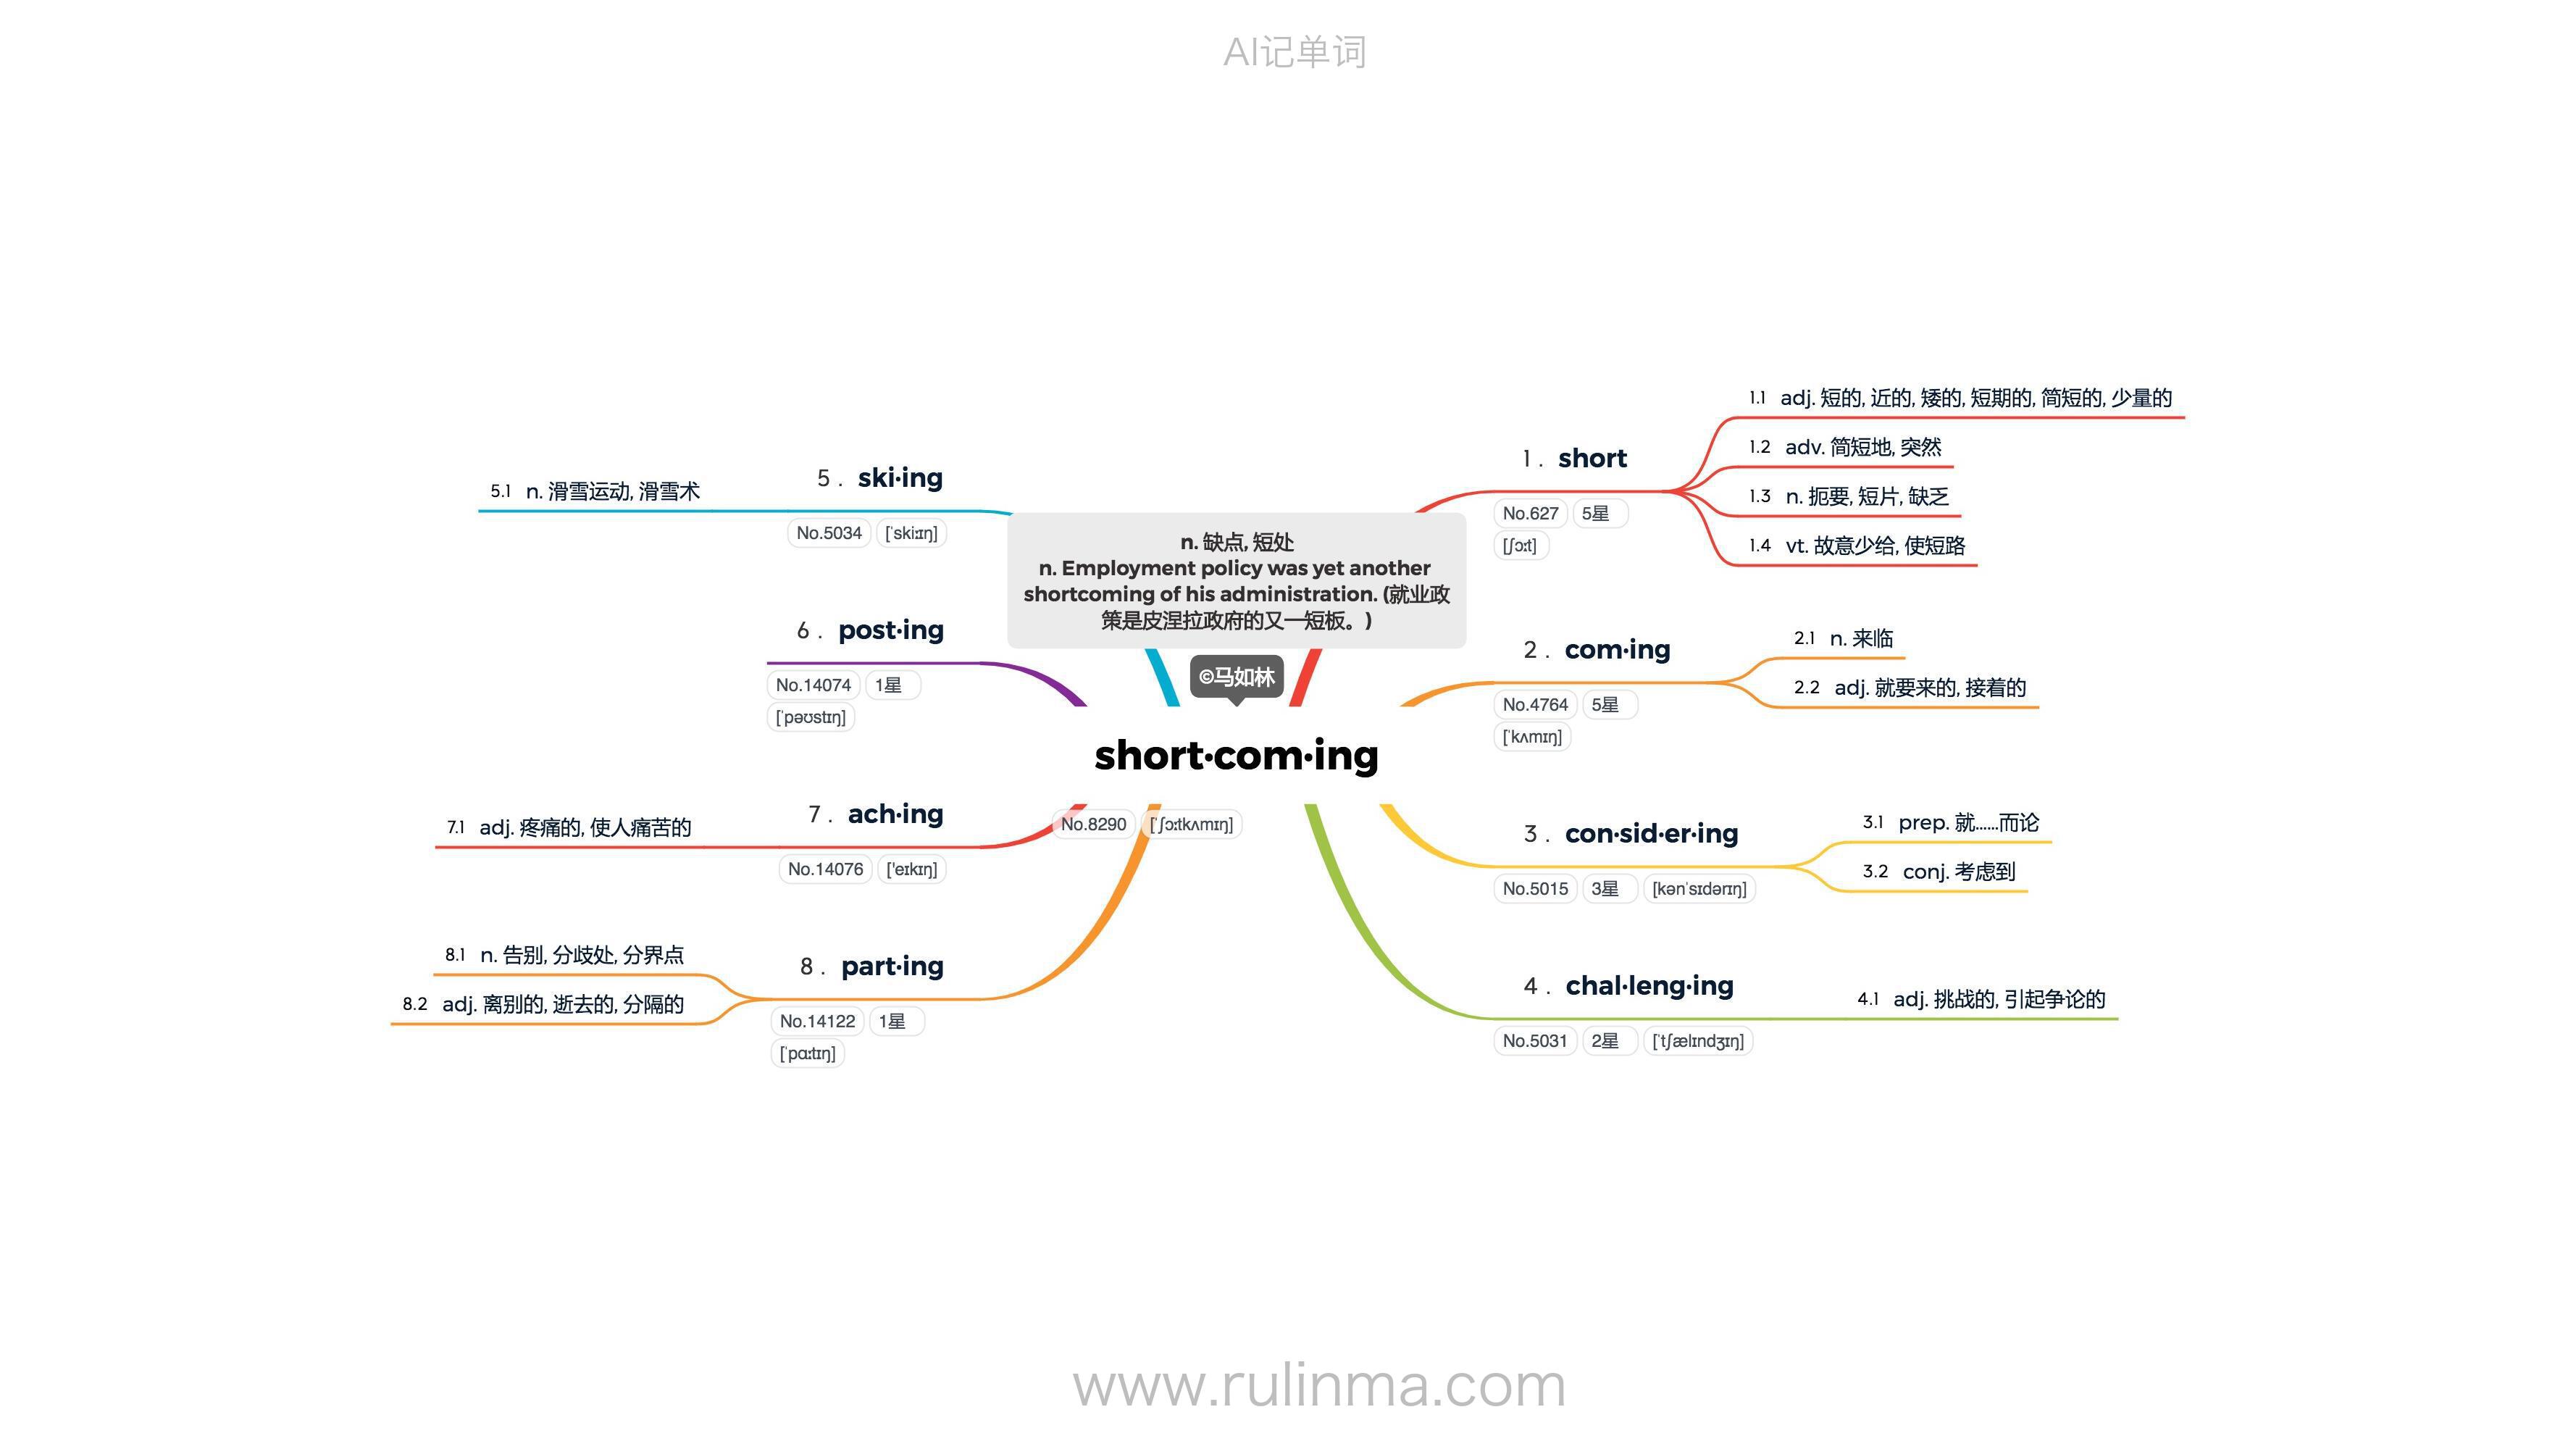 AI记单词
n. 缺点, 短处
n. Employment policy was yet another
shortcoming of his administration. (就业政
策是皮涅拉政府的又一短板。)
©马如林
short·com·ing
No.8290 [ˈʃɔːtkʌmɪŋ]
1 . short
No.627 5星
[ʃɔːt]
1.1 adj. 短的, 近的, 矮的, 短期的, 简短的, 少量的
1.2 adv. 简短地, 突然
1.3 n. 扼要, 短片, 缺乏
1.4 vt. 故意少给, 使短路
2 . com·ing
No.4764 5星
[ˈkʌmɪŋ]
2.1 n. 来临
2.2 adj. 就要来的, 接着的
3 . con·sid·er·ing
No.5015 3星 [kənˈsɪdərɪŋ]
3.1 prep. 就……而论
3.2 conj. 考虑到
4 . chal·leng·ing
No.5031 2星 [ˈtʃælɪndʒɪŋ]
4.1 adj. 挑战的, 引起争论的
5 . ski·ing
No.5034 [ˈskiːɪŋ]
5.1 n. 滑雪运动, 滑雪术
6 . post·ing
No.14074 1星
[ˈpəʊstɪŋ]
7 . ach·ing
No.14076 ['eɪkɪŋ]
7.1 adj. 疼痛的, 使人痛苦的
8 . part·ing
No.14122 1星
[ˈpɑːtɪŋ]
8.1 n. 告别, 分歧处, 分界点
8.2 adj. 离别的, 逝去的, 分隔的
www.rulinma.com